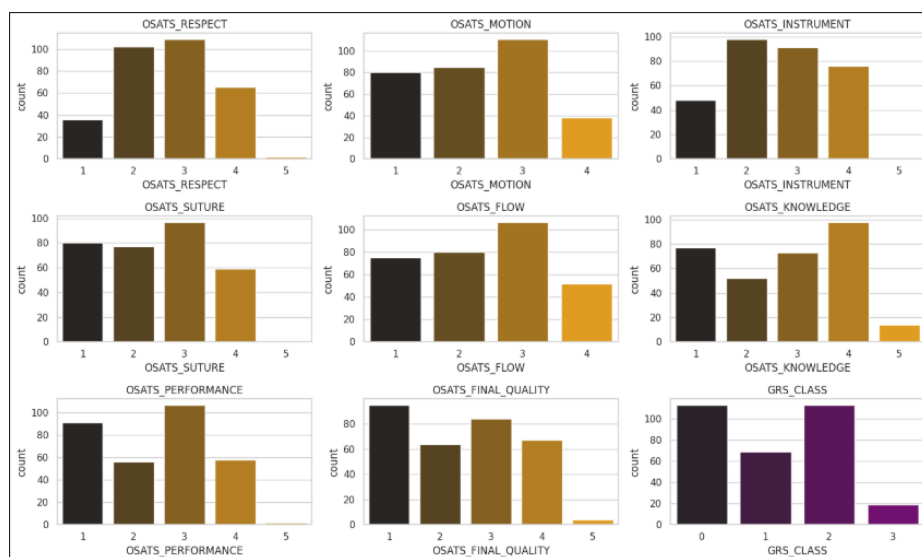 OSATS_RESPECT
OSATS_MOTION
OSATS_INSTRUMENT
count
100
80
60
40
20
0
1 2 3 4 5
OSATS_RESPECT
count
100
80
60
40
20
0
1 2 3 4
OSATS_MOTION
count
100
80
60
40
20
0
1 2 3 4 5
OSATS_INSTRUMENT
OSATS_SUTURE
OSATS_FLOW
OSATS_KNOWLEDGE
count
100
80
60
40
20
0
1 2 3 4 5
OSATS_SUTURE
count
100
80
60
40
20
0
1 2 3 4
OSATS_FLOW
count
100
80
60
40
20
0
1 2 3 4 5
OSATS_KNOWLEDGE
OSATS_PERFORMANCE
OSATS_FINAL_QUALITY
GRS_CLASS
count
100
80
60
40
20
0
1 2 3 4 5
OSATS_PERFORMANCE
count
80
60
40
20
0
1 2 3 4 5
OSATS_FINAL_QUALITY
count
100
80
60
40
20
0
0 1 2 3
GRS_CLASS